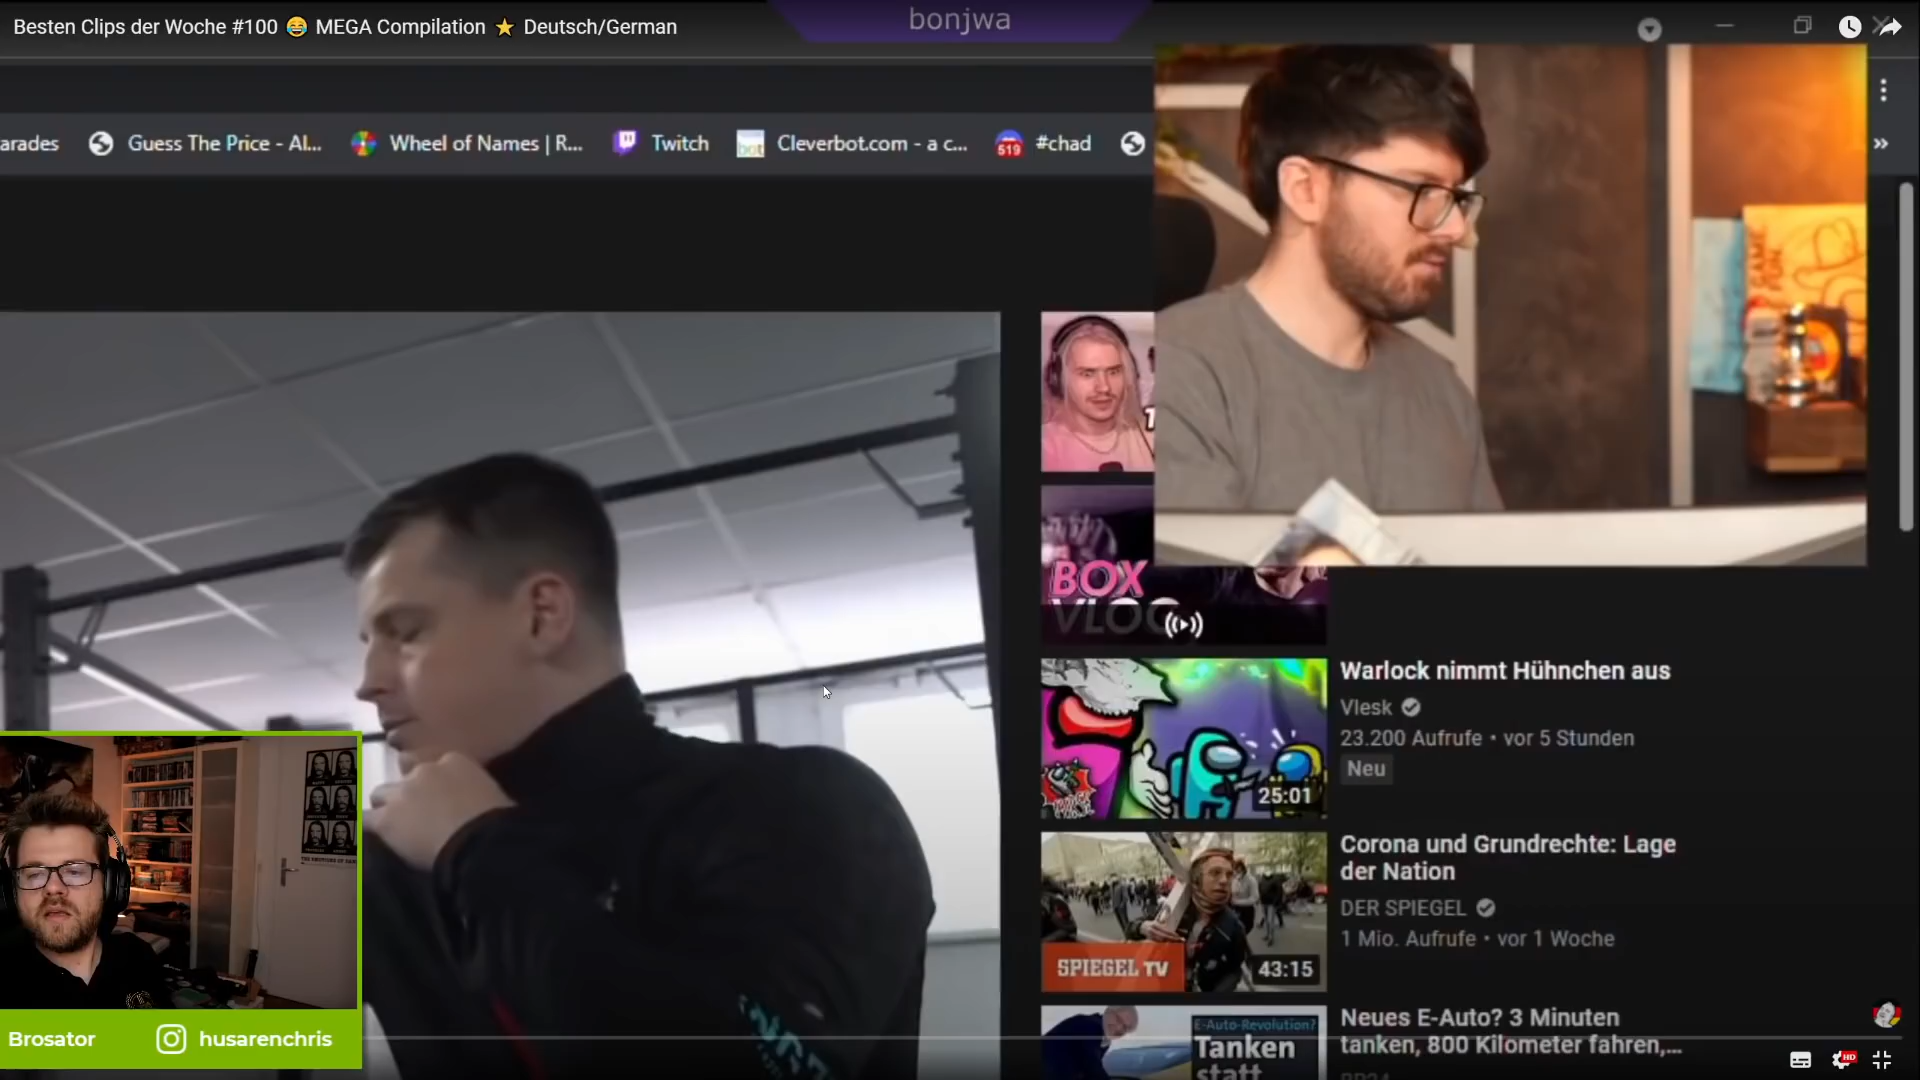 Besten Clips der Woche #100 😂 MEGA Compilation ⭐ Deutsch/German
bonjwa
arades
Guess The Price - Al...
Wheel of Names | R...
Twitch
bot
Cleverbot.com - a c...
519
#chad
BOX
VLOG
Warlock nimmt Hühnchen aus
Vlesk
23.200 Aufrufe • vor 5 Stunden
Neu
25:01
Corona und Grundrechte: Lage
der Nation
DER SPIEGEL
1 Mio. Aufrufe • vor 1 Woche
SPIEGEL TV
43:15
E-Auto-Revolution?
Tanken
statt
Neues E-Auto? 3 Minuten
tanken, 800 Kilometer fahren,...
Brosator
husarenchris
HD